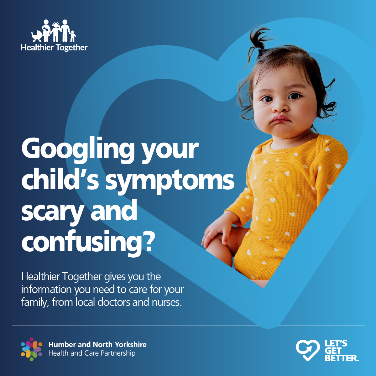 Healthier Together
Googling your
child's symptoms
scary and
confusing?
Healthier Together gives you the
information you need to care for your
family, from local doctors and nurses.
Humber and North Yorkshire
Health and Care Partnership
LET'S
GET
BETTER.